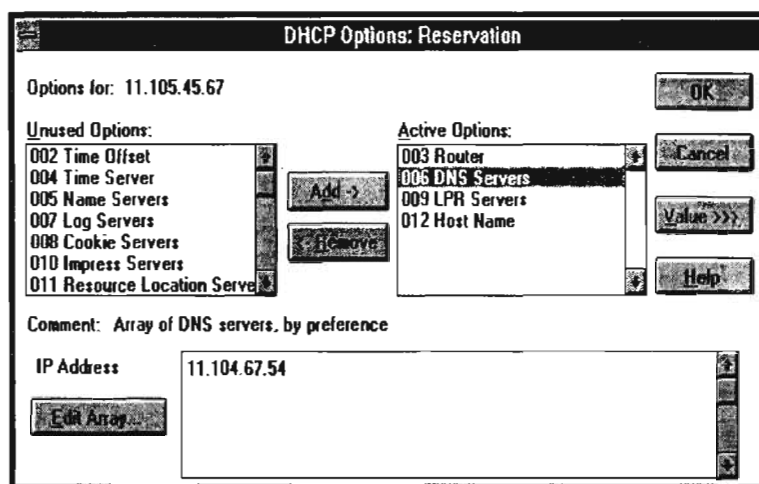 DHCP Options: Reservation
Options for: 11.105.45.67
OK
Unused Options:
002 Time Offset
004 Time Server
005 Name Servers
007 Log Servers
008 Cookie Servers
010 Impress Servers
011 Resource Location Serve
Add ->
<- Remove
Active Options:
003 Router
006 DNS Servers
009 LPR Servers
012 Host Name
Cancel
Value >>>
Help
Comment: Array of DNS servers, by preference
IP Address
11.104.67.54
Edit Array...